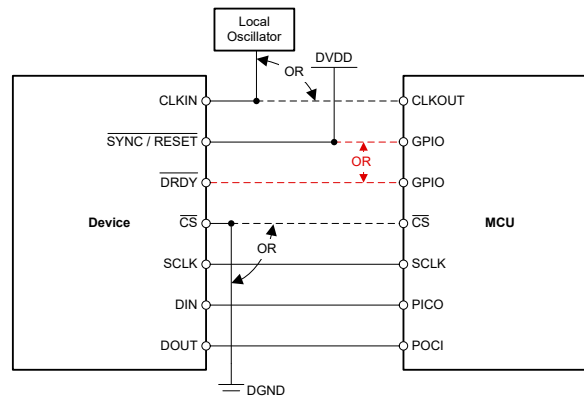 Local
Oscillator
OR
DVDD
CLKIN
CLKOUT
SYNC / RESET
GPIO
OR
DRDY
GPIO
Device
CS
CS
MCU
OR
SCLK
SCLK
DIN
PICO
DOUT
POCI
DGND